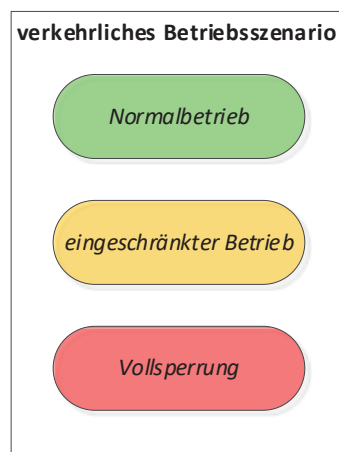 verkehrliches Betriebsszenario
Normalbetrieb
eingeschränkter Betrieb
Vollsperrung